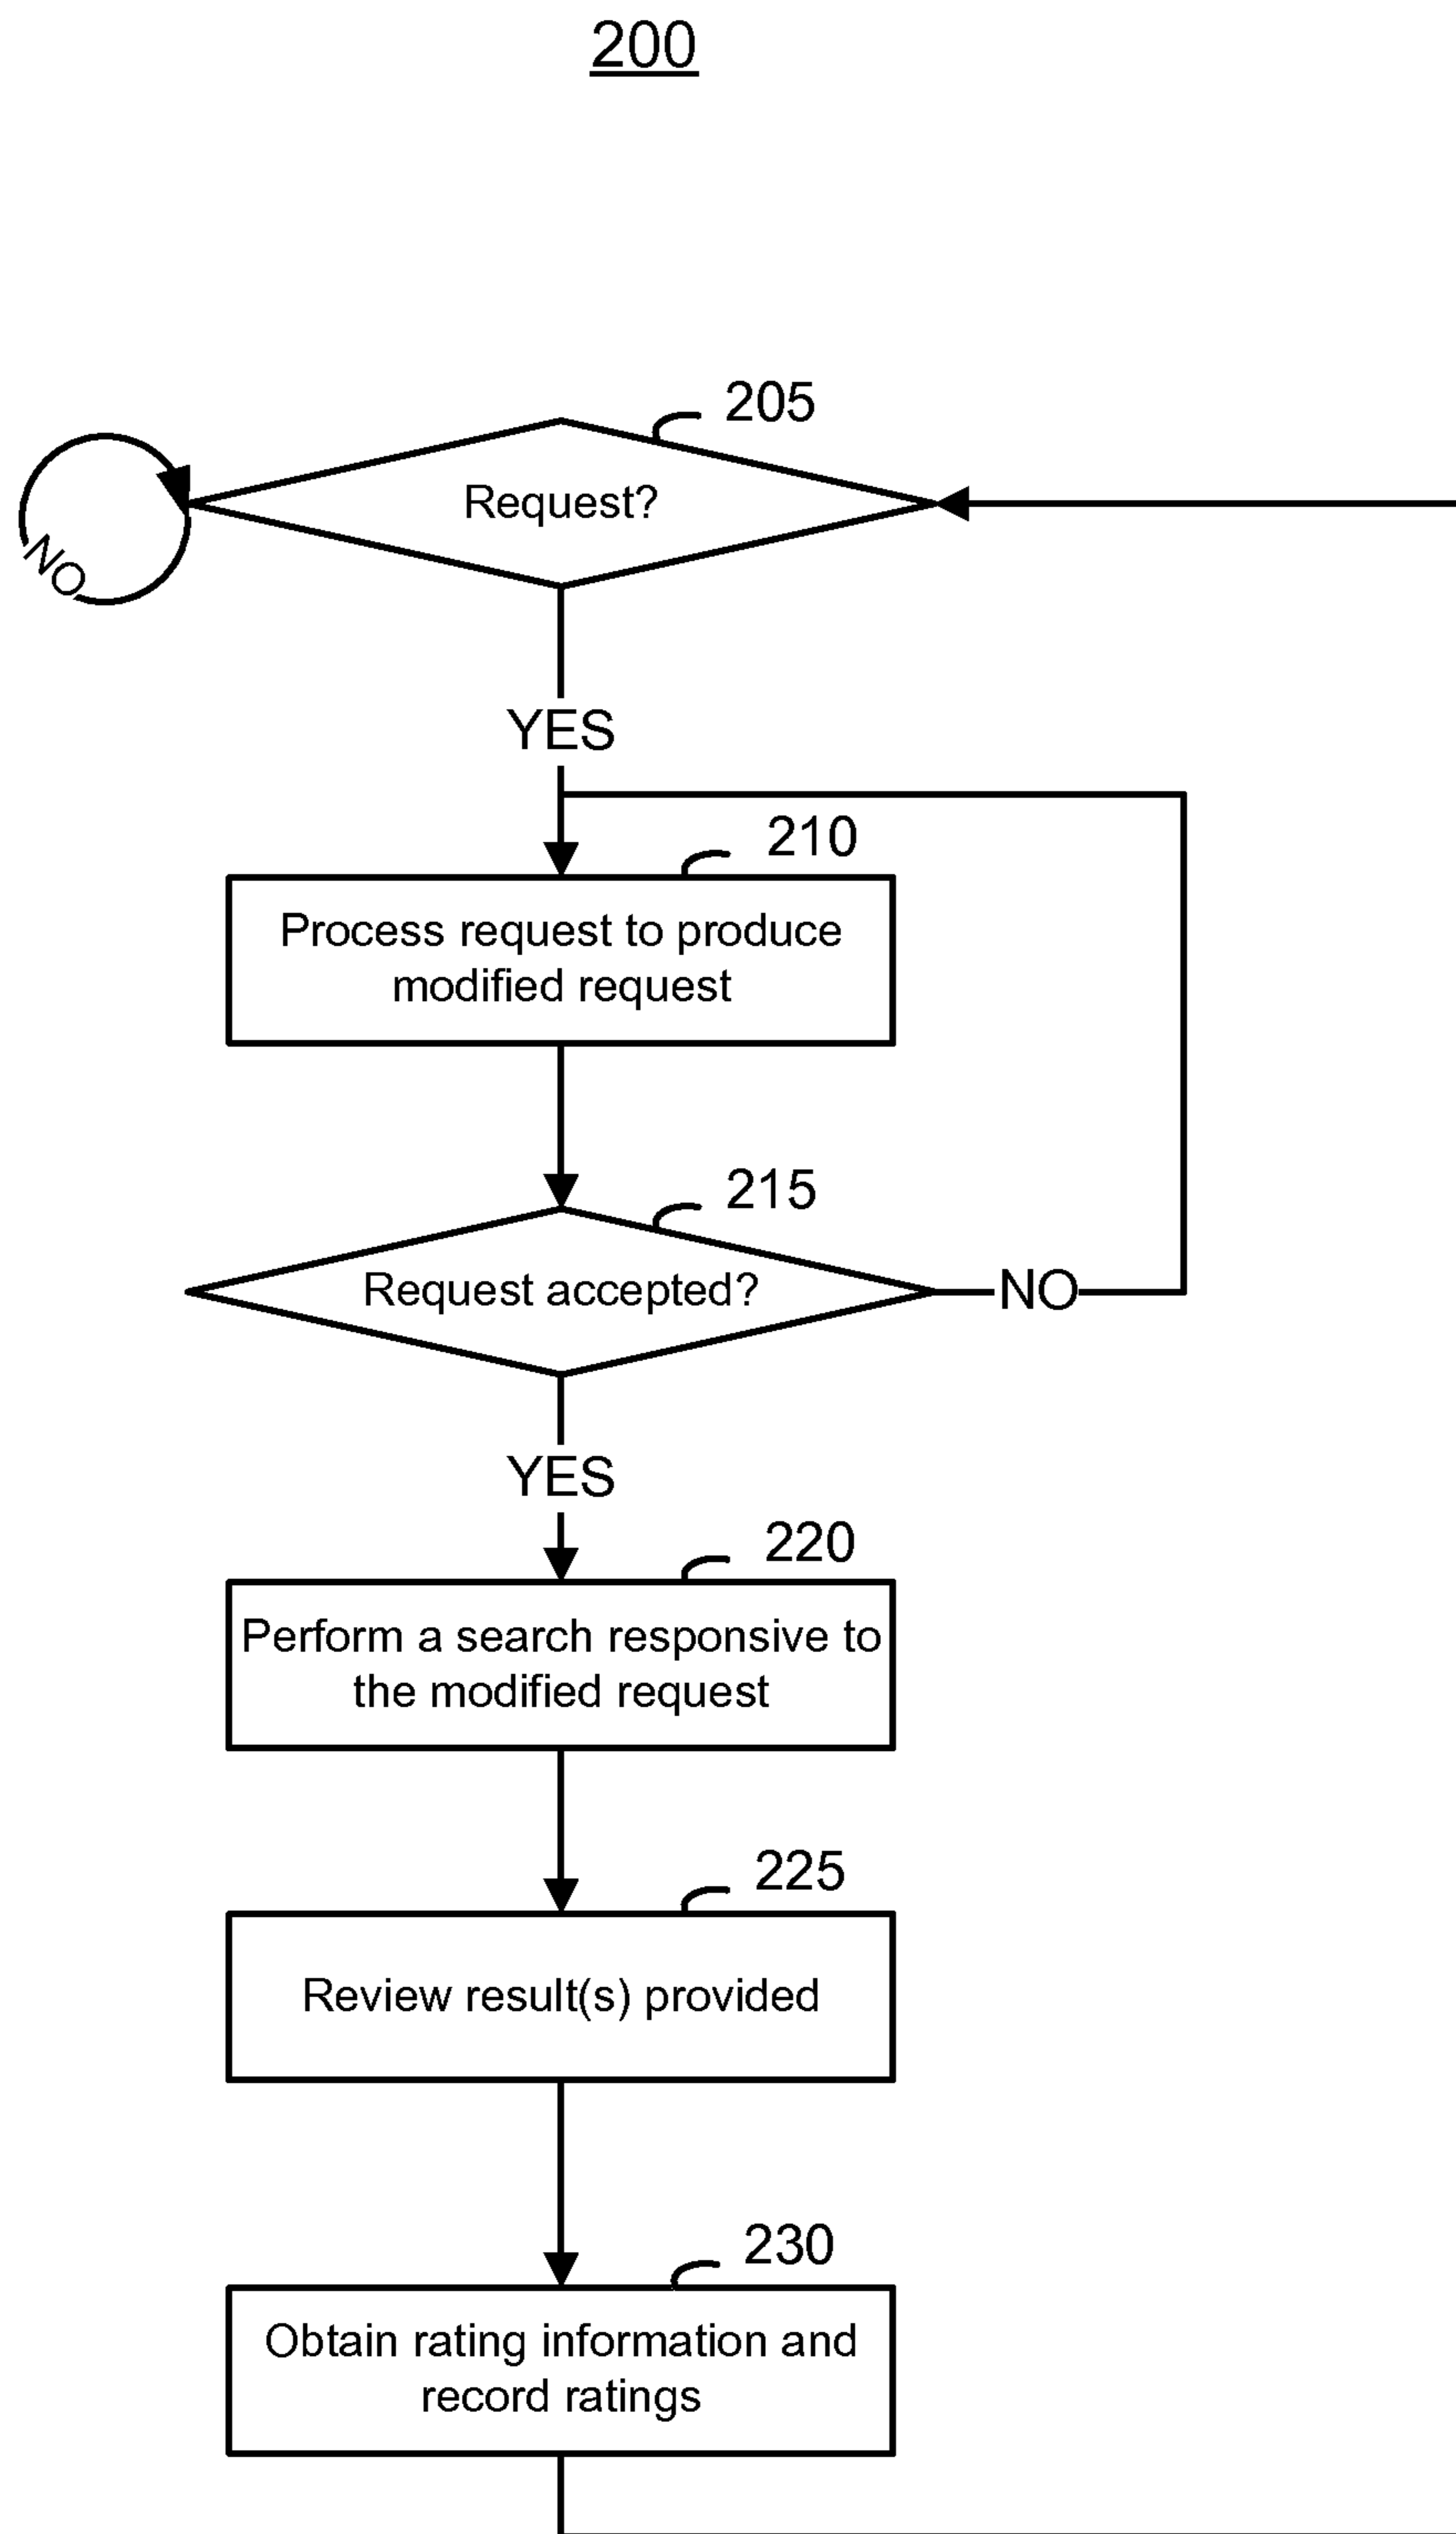 200
205
Request?
NO
YES
210
Process request to produce
modified request
215
Request accepted?
NO
YES
220
Perform a search responsive to
the modified request
225
Review result(s) provided
230
Obtain rating information and
record ratings